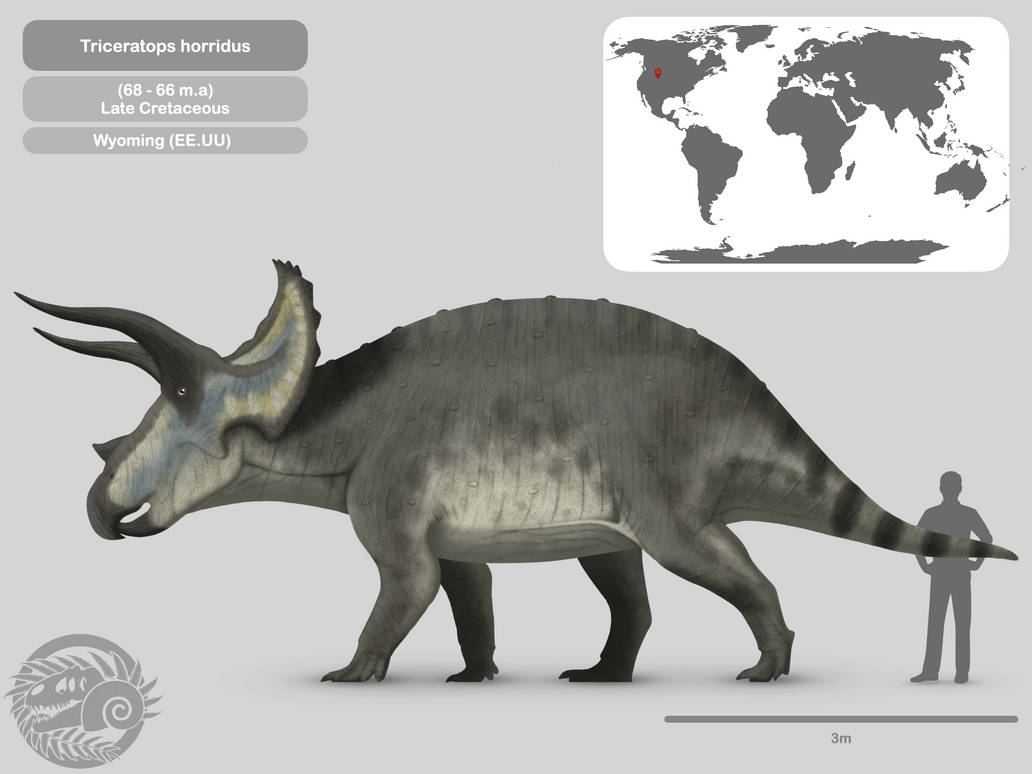 Triceratops horridus
(68 - 66 m.a)
Late Cretaceous
Wyoming (EE.UU)
3m